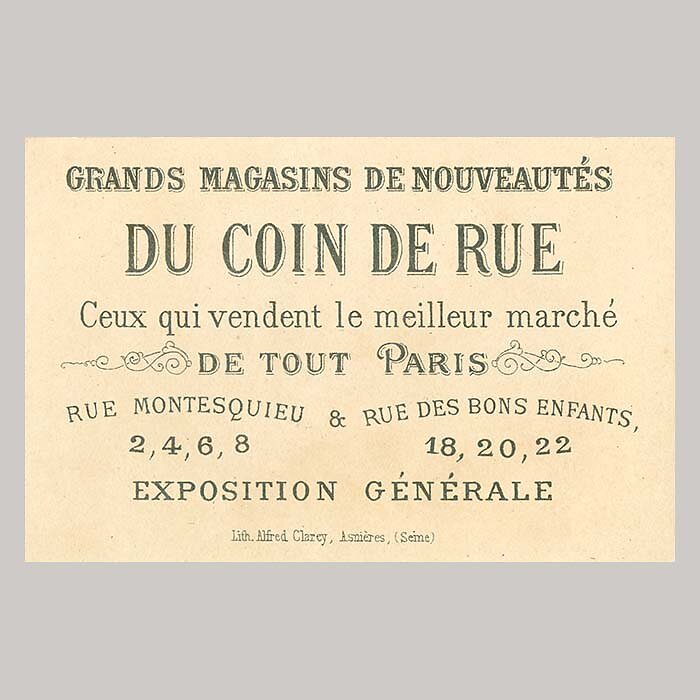 GRANDS MAGASINS DE NOUVEAUTÉS
DU COIN DE RUE
Ceux qui vendent le meilleur marché
DE TOUT PARIS
RUE MONTESQUIEU & RUE DES BONS ENFANTS,
2, 4, 6, 8 18, 20, 22
EXPOSITION GÉNÉRALE
Lith. Alfred Clarey, Asnières, (Seine)